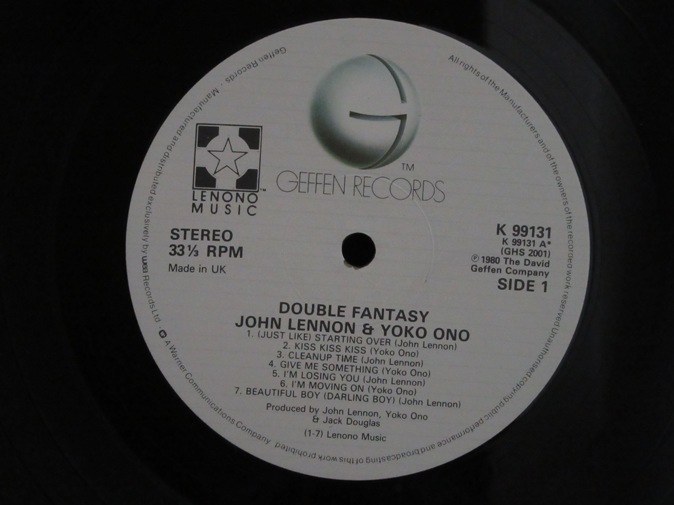 Geffen Records · Manufactured and distributed exclusively by wea Records Ltd. A Warner Communications Company
All rights of the Manufacturers and of the owners of the recorded work reserved Unauthorised copying public performance and broadcasting of this work prohibited
TM
GEFFEN RECORDS
LENONO TM
MUSIC
STEREO
33⅓ RPM
Made in UK
K 99131
K 99131 A*
(GHS 2001)
℗ 1980 The David
Geffen Company
SIDE 1
DOUBLE FANTASY
JOHN LENNON & YOKO ONO
1. (JUST LIKE) STARTING OVER (John Lennon)
2. KISS KISS KISS (Yoko Ono)
3. CLEANUP TIME (John Lennon)
4. GIVE ME SOMETHING (Yoko Ono)
5. I'M LOSING YOU (John Lennon)
6. I'M MOVING ON (Yoko Ono)
7. BEAUTIFUL BOY (DARLING BOY) (John Lennon)
Produced by John Lennon, Yoko Ono
& Jack Douglas
(1-7) Lenono Music